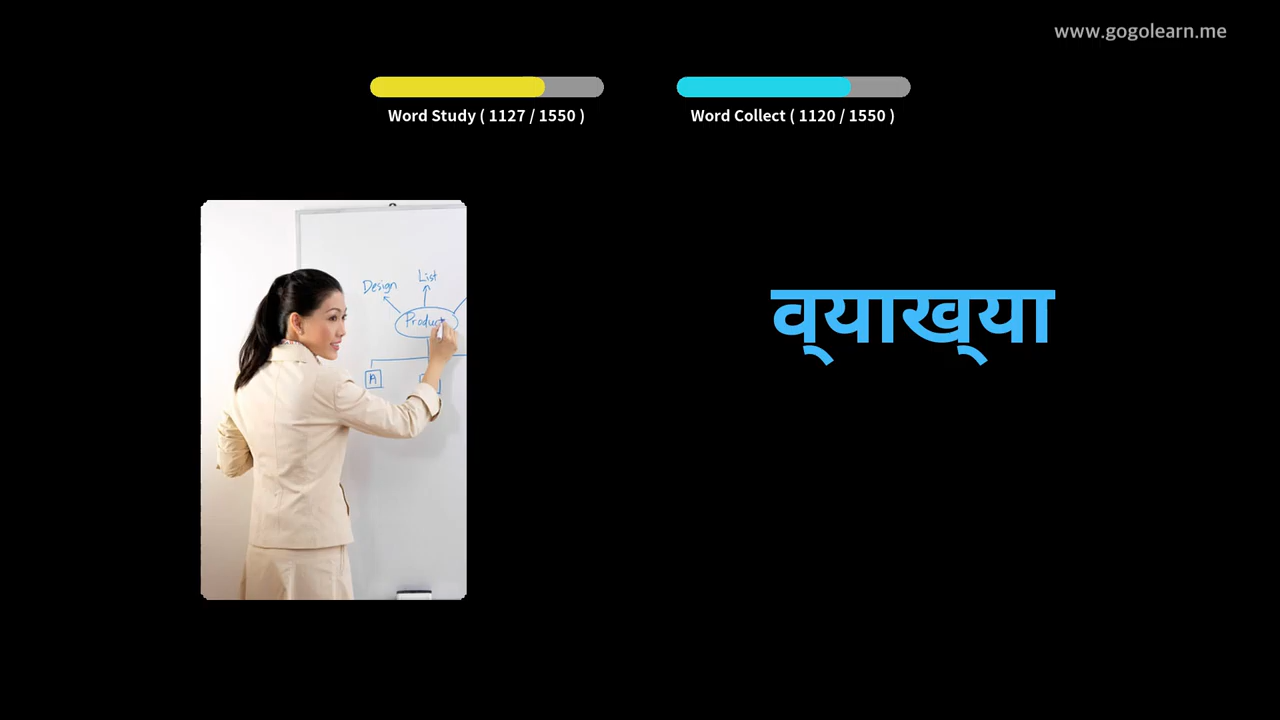 www.gogolearn.me
Word Study ( 1127 / 1550 )
Word Collect ( 1120 / 1550 )
व्याख्या
List
Design
Product
A